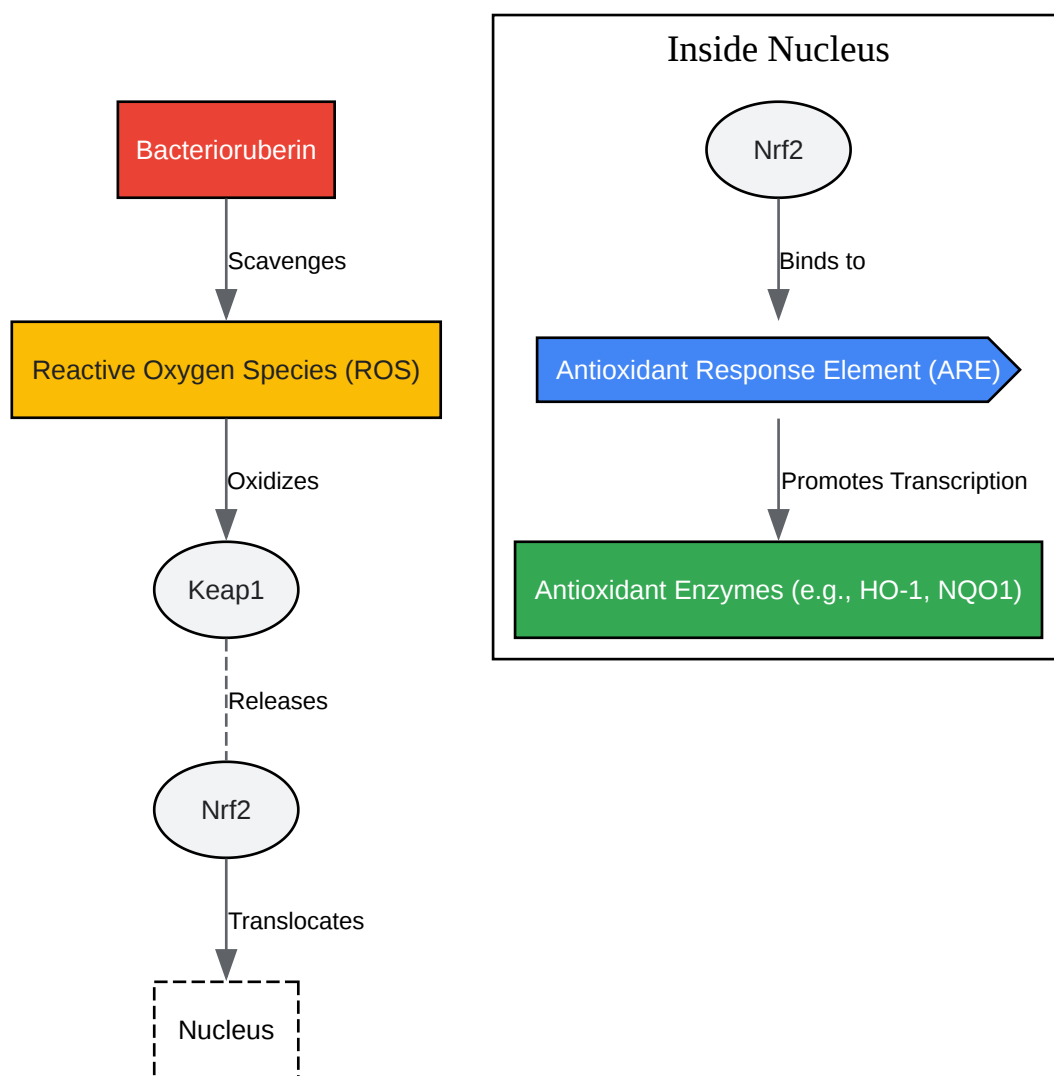 Bacterioruberin
Scavenges
Reactive Oxygen Species (ROS)
Oxidizes
Keap1
Releases
Nrf2
Translocates
Nucleus
Inside Nucleus
Nrf2
Binds to
Antioxidant Response Element (ARE)
Promotes Transcription
Antioxidant Enzymes (e.g., HO-1, NQO1)